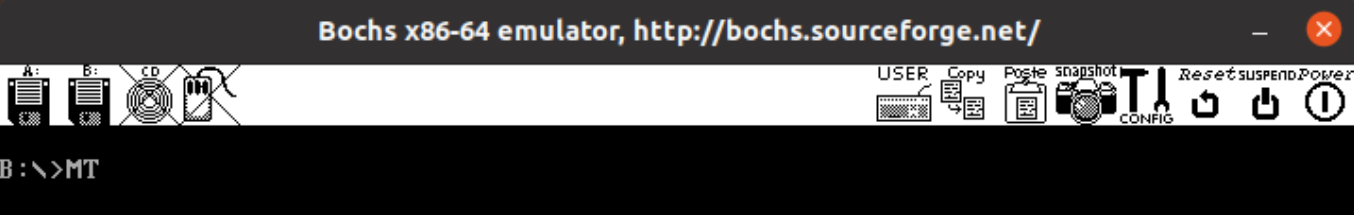 Bochs x86-64 emulator, http://bochs.sourceforge.net/
A: B: CD USER Copy Paste snapshot CONFIG Reset SUSPEND Power
B:\>MT